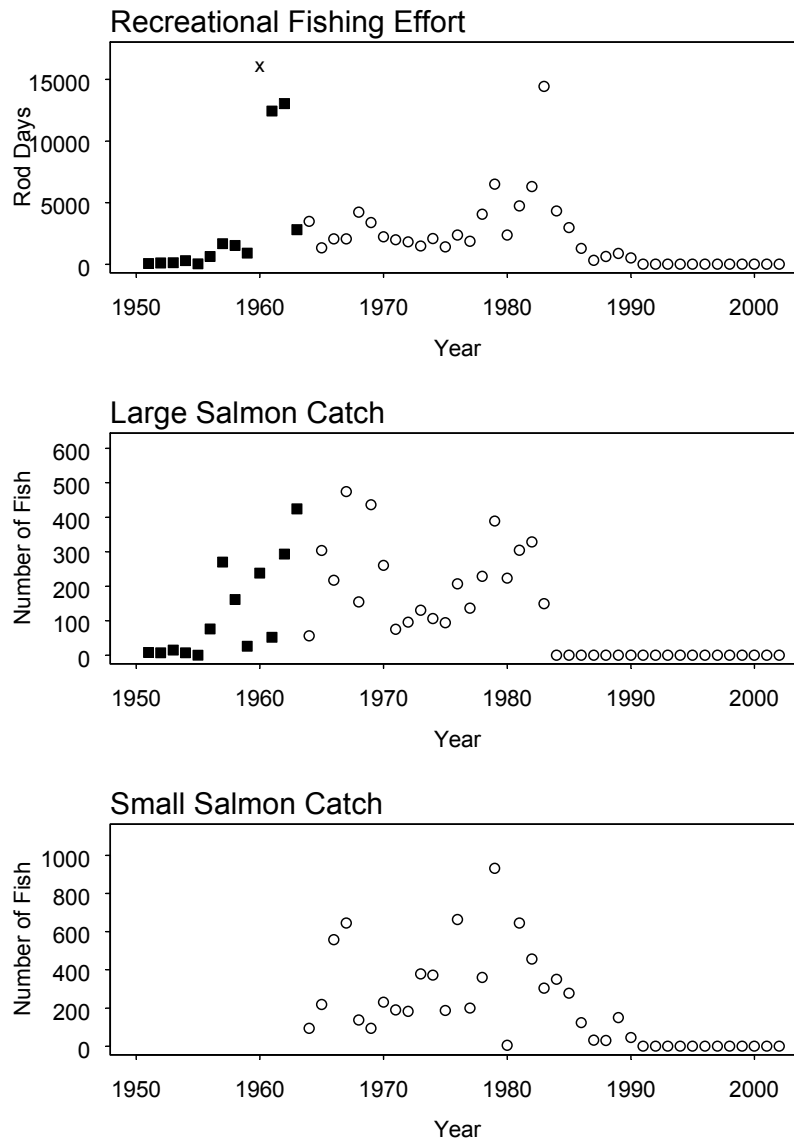 Recreational Fishing Effort
x
15000
10000
5000
0
Rod Days
1950 1960 1970 1980 1990 2000
Year
Large Salmon Catch
600
500
400
300
200
100
0
Number of Fish
1950 1960 1970 1980 1990 2000
Year
Small Salmon Catch
1000
800
600
400
200
0
Number of Fish
1950 1960 1970 1980 1990 2000
Year